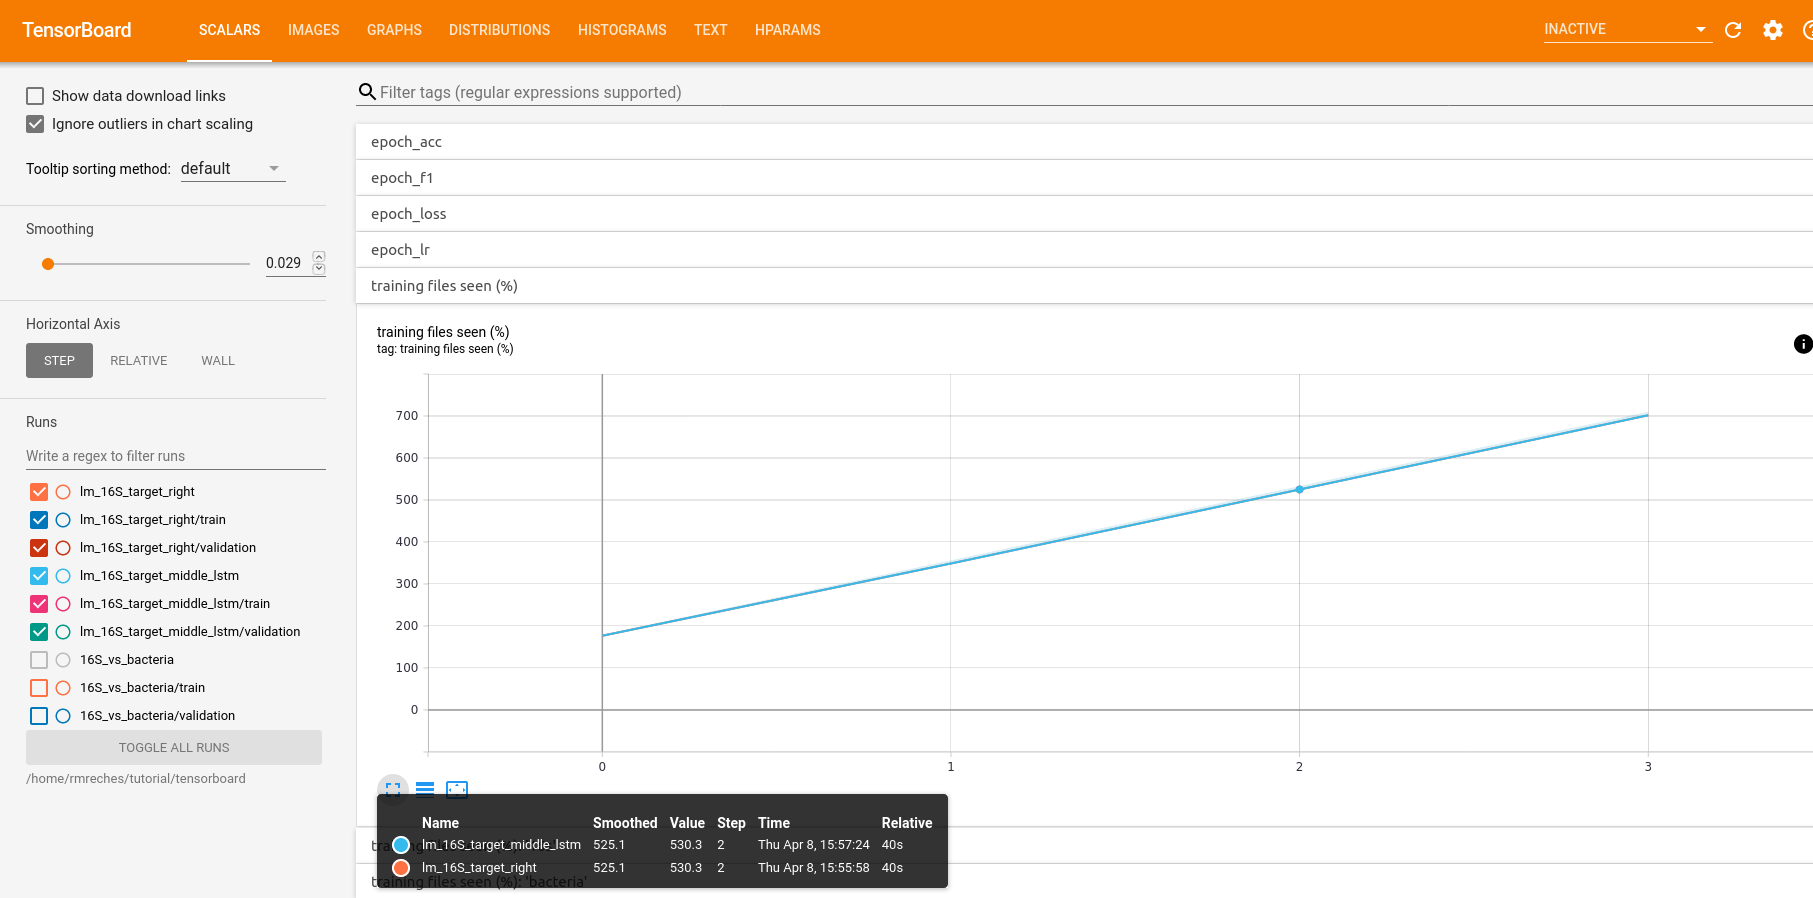 TensorBoard SCALARS IMAGES GRAPHS DISTRIBUTIONS HISTOGRAMS TEXT HPARAMS INACTIVE
Show data download links
Ignore outliers in chart scaling
Tooltip sorting method: default
Smoothing
0.029
Horizontal Axis
STEP RELATIVE WALL
Runs
Write a regex to filter runs
lm_16S_target_right
lm_16S_target_right/train
lm_16S_target_right/validation
lm_16S_target_middle_lstm
lm_16S_target_middle_lstm/train
lm_16S_target_middle_lstm/validation
16S_vs_bacteria
16S_vs_bacteria/train
16S_vs_bacteria/validation
TOGGLE ALL RUNS
/home/rmreches/tutorial/tensorboard
Filter tags (regular expressions supported)
epoch_acc
epoch_f1
epoch_loss
epoch_lr
training files seen (%)
training files seen (%)
tag: training files seen (%)
700
600
500
400
300
200
100
0
0 1 2 3
Name Smoothed Value Step Time Relative
lm_16S_target_middle_lstm 525.1 530.3 2 Thu Apr 8, 15:57:24 40s
lm_16S_target_right 525.1 530.3 2 Thu Apr 8, 15:55:58 40s
training files seen (%): 'bacteria'